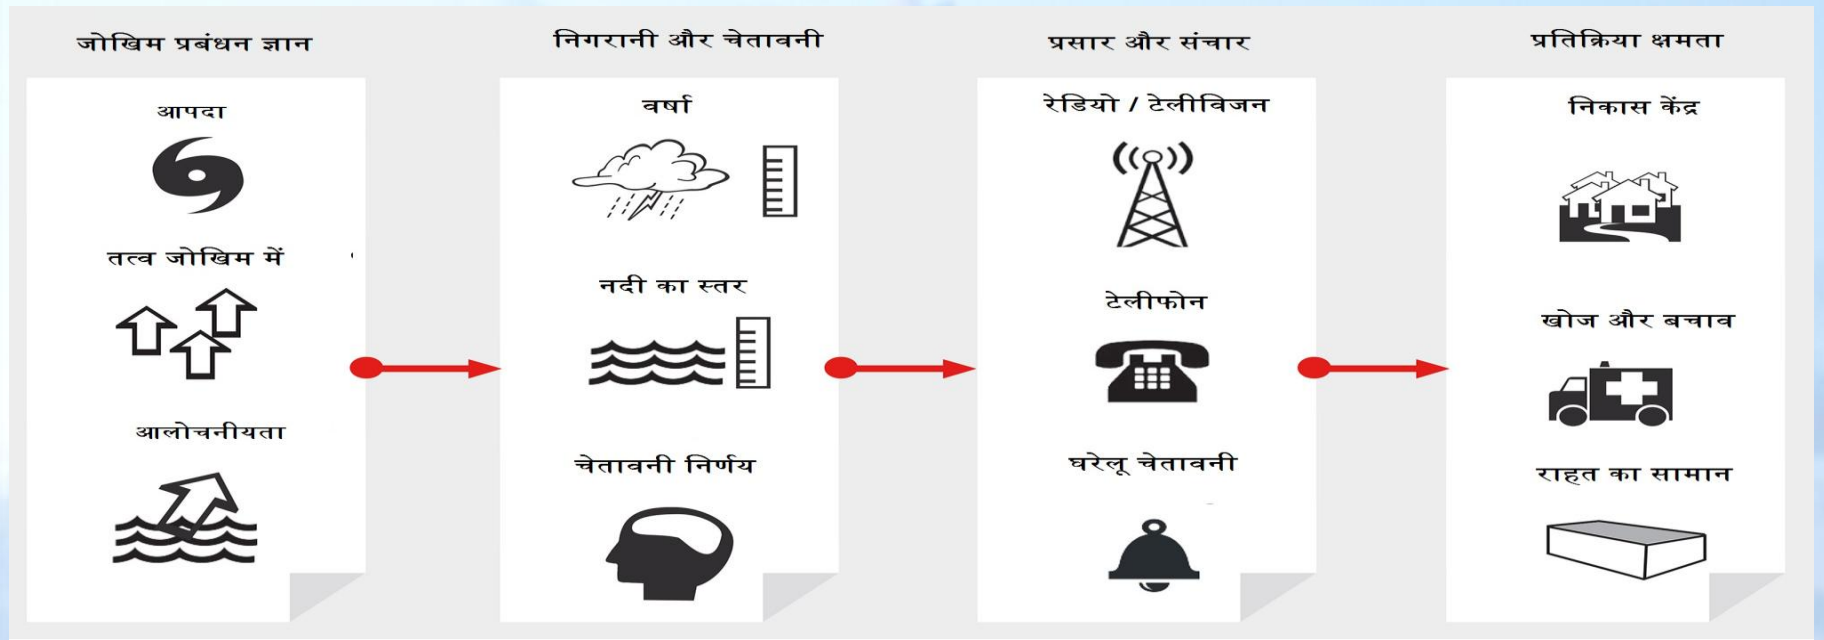 जोखिम प्रबंधन ज्ञान
आपदा
तत्व जोखिम में
आलोचनीयता
निगरानी और चेतावनी
वर्षा
नदी का स्तर
चेतावनी निर्णय
प्रसार और संचार
रेडियो / टेलीविजन
टेलीफोन
घरेलू चेतावनी
प्रतिक्रिया क्षमता
निकास केंद्र
खोज और बचाव
राहत का सामान